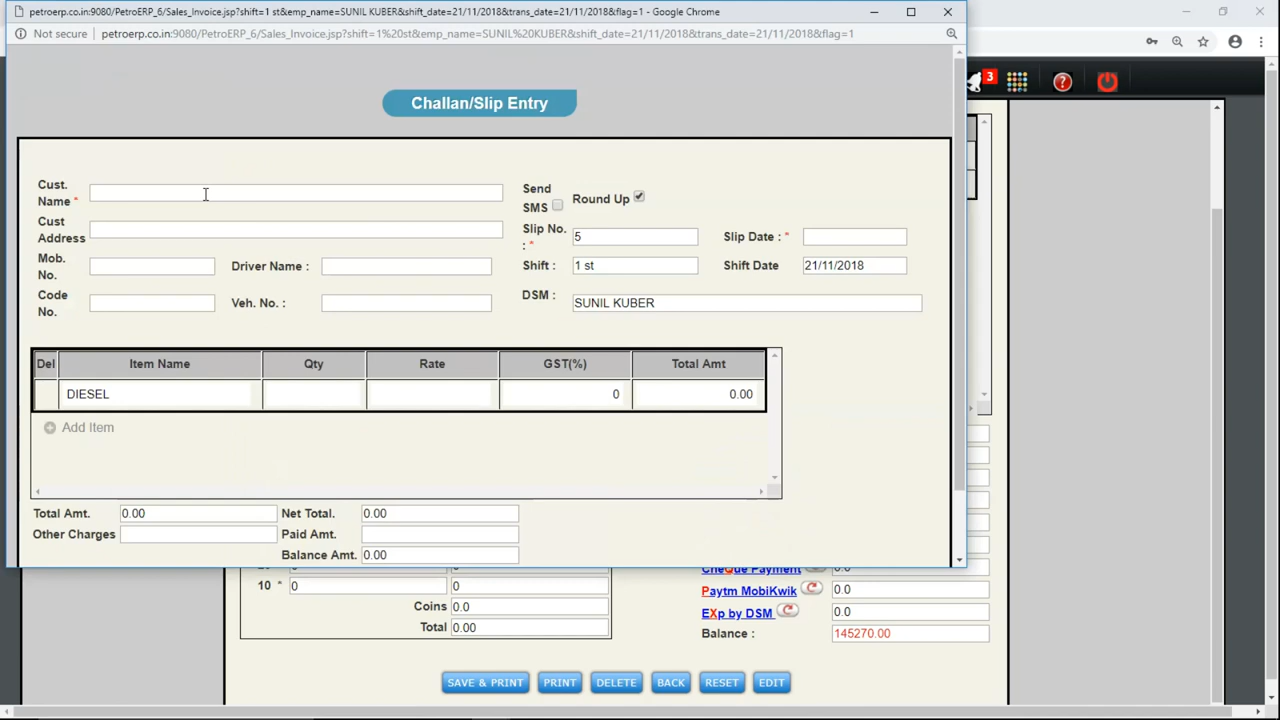 petroerp.co.in:9080/PetroERP_6/Sales_Invoice.jsp?shift=1 st&emp_name=SUNIL KUBER&shift_date=21/11/2018&trans_date=21/11/2018&flag=1 - Google Chrome
Not secure petroerp.co.in:9080/PetroERP_6/Sales_Invoice.jsp?shift=1%20st&emp_name=SUNIL%20KUBER&shift_date=21/11/2018&trans_date=21/11/2018&flag=1
3
Challan/Slip Entry
Cust. Name *
Send SMS Round Up
Cust Address
Slip No. : * 5 Slip Date : *
Mob. No. Driver Name :
Shift : 1 st Shift Date 21/11/2018
Code No. Veh. No. :
DSM : SUNIL KUBER
Del Item Name Qty Rate GST(%) Total Amt
DIESEL 0 0.00
Add Item
Total Amt. 0.00 Net Total. 0.00
Other Charges Paid Amt.
Balance Amt. 0.00
CheQue Payment 0.0
10 * 0 0
Paytm MobiKwik 0.0
Coins 0.0
EXp by DSM 0.0
Total 0.00
Balance : 145270.00
SAVE & PRINT PRINT DELETE BACK RESET EDIT